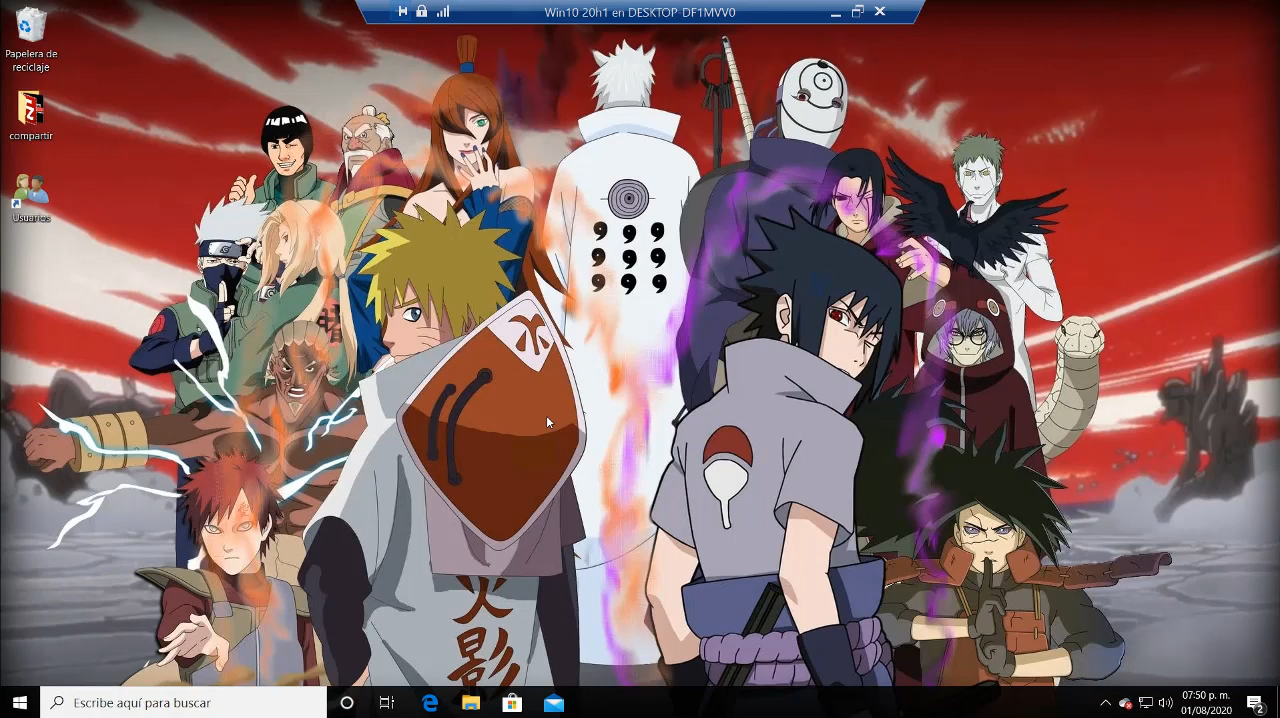 Win10 20h1 en DESKTOP-DF1MVV0
Papelera de
reciclaje
compartir
Usuarios
火
影
Escribe aquí para buscar
07:50 p. m.
01/08/2020
2